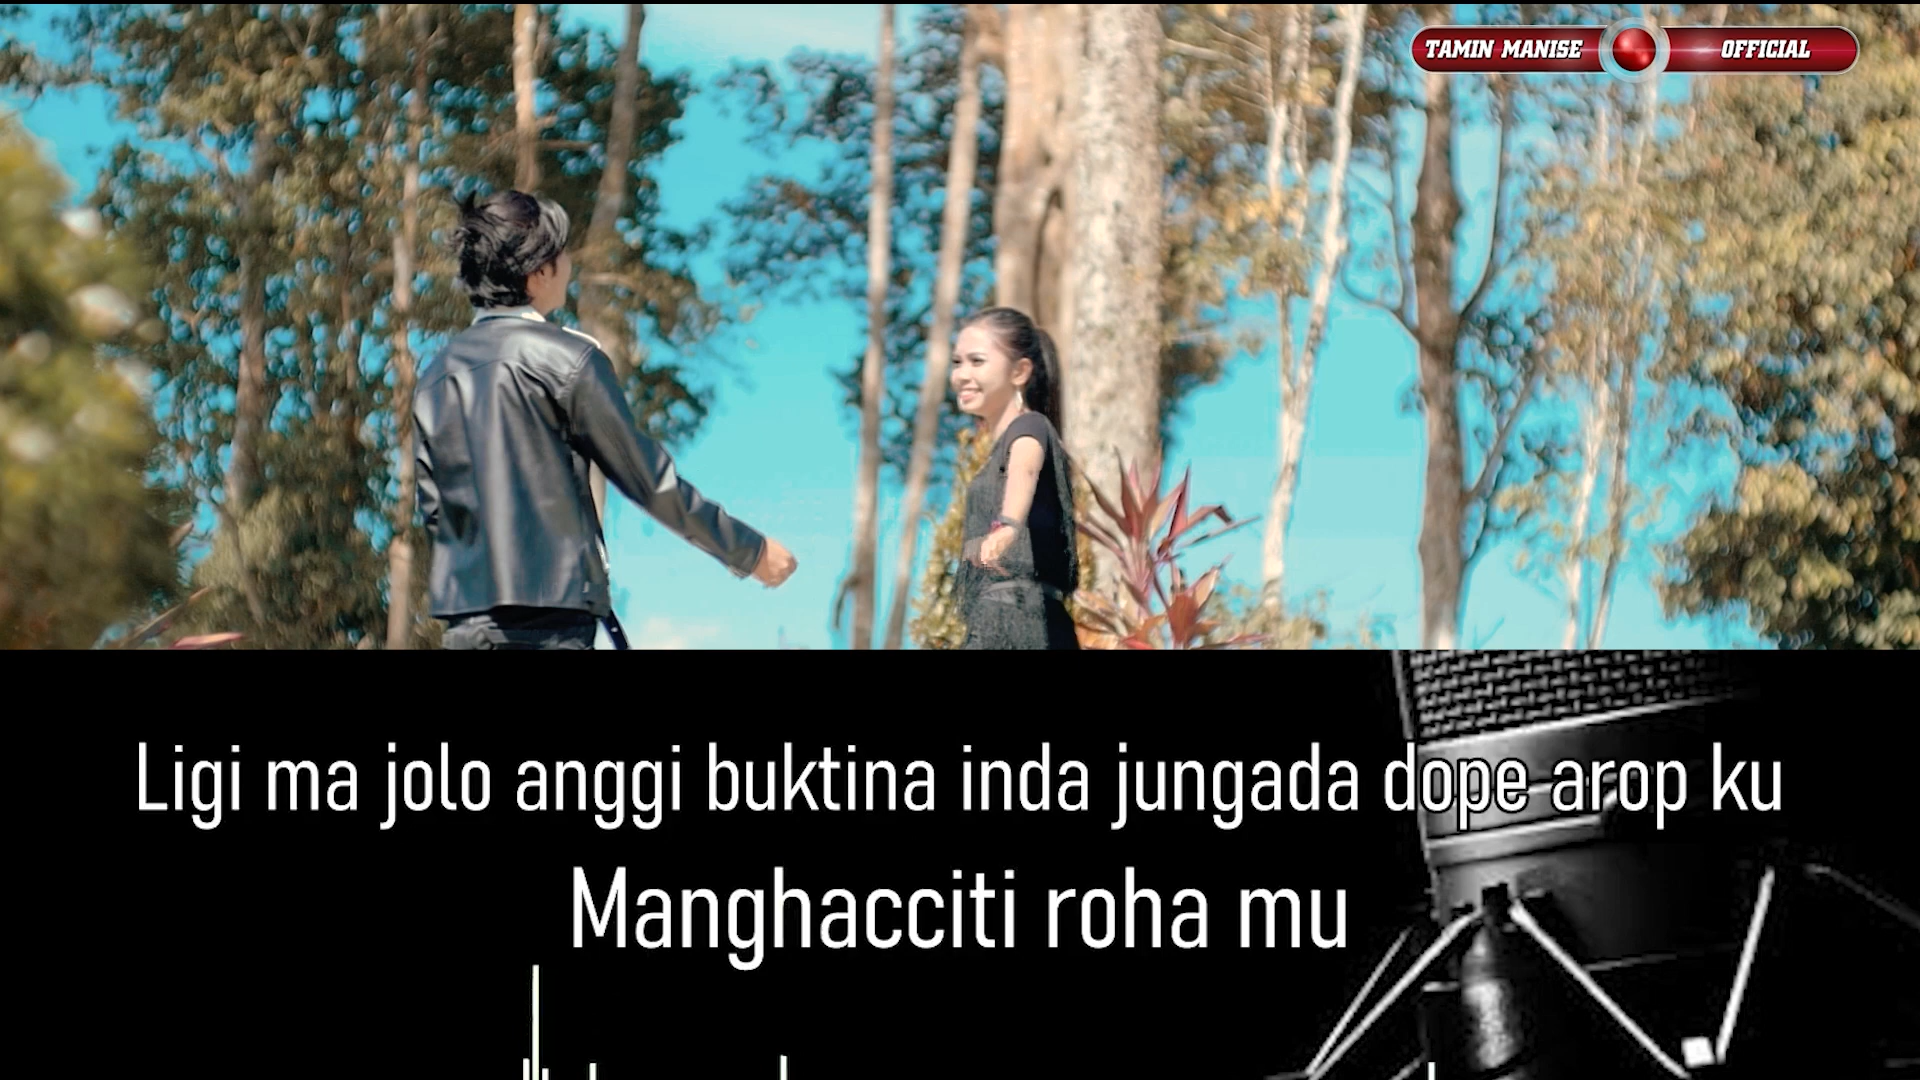 TAMIN MANISE OFFICIAL
Ligi ma jolo anggi buktina inda jungada dope arop ku
Manghacciti roha mu